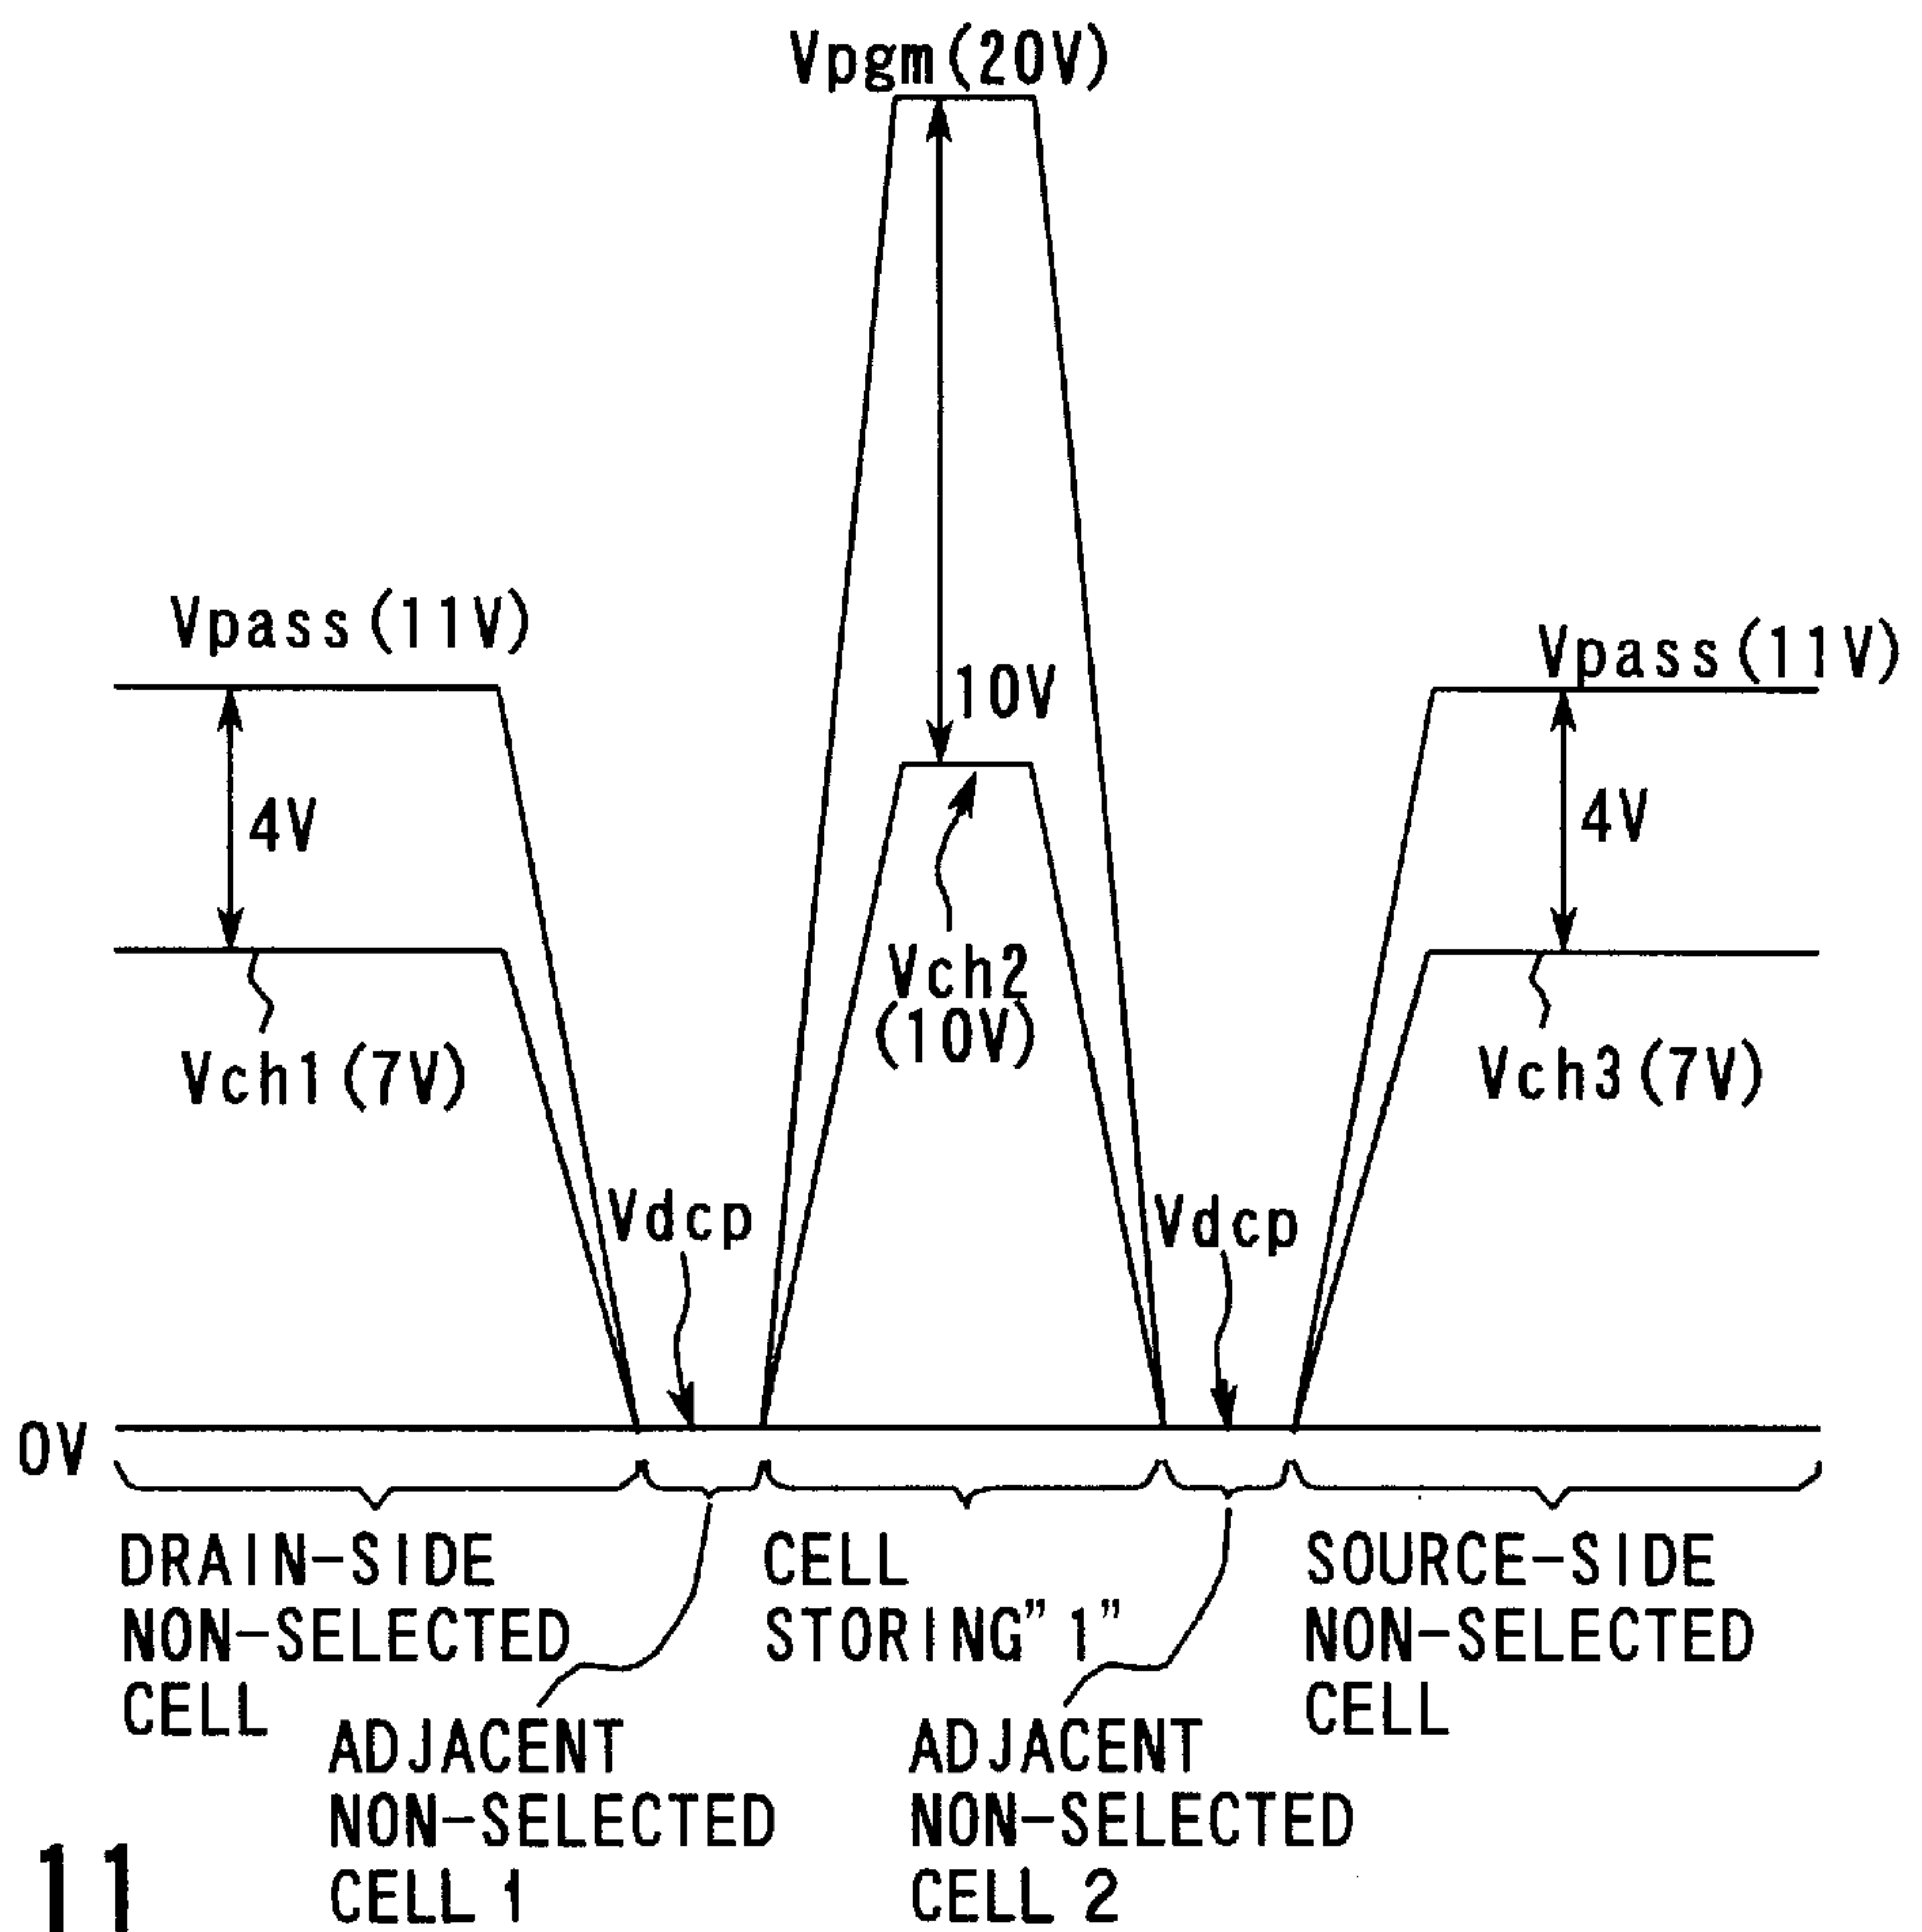 Vpgm(20V)
Vpass(11V)
Vpass(11V)
10V
4V
4V
Vch2
(10V)
Vch1(7V)
Vch3(7V)
Vdcp
Vdcp
0V
DRAIN-SIDE
NON-SELECTED
CELL
CELL
STORING”1”
SOURCE-SIDE
NON-SELECTED
CELL
ADJACENT
NON-SELECTED
CELL 1
ADJACENT
NON-SELECTED
CELL 2
11